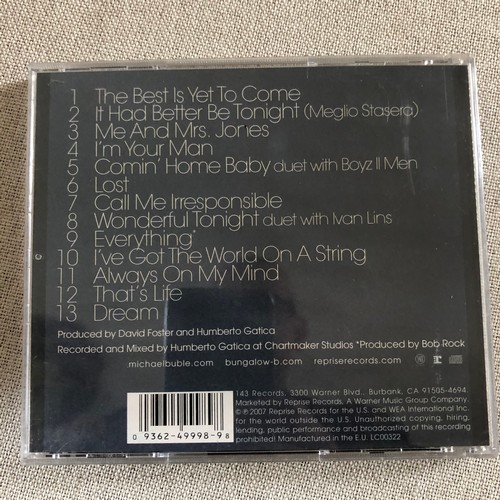 1 The Best Is Yet To Come
2 It Had Better Be Tonight (Meglio Stasera)
3 Me And Mrs. Jones
4 I'm Your Man
5 Comin' Home Baby duet with Boyz II Men
6 Lost
7 Call Me Irresponsible
8 Wonderful Tonight duet with Ivan Lins
9 Everything*
10 I've Got The World On A String
11 Always On My Mind
12 That's Life
13 Dream
Produced by David Foster and Humberto Gatica
Recorded and Mixed by Humberto Gatica at Chartmaker Studios *Produced by Bob Rock
michaelbuble.com bungalow-b.com repriserecords.com
143 Records, 3300 Warner Blvd., Burbank, CA 91505-4694.
Marketed by Reprise Records, A Warner Music Group Company.
© ℗ 2007 Reprise Records for the U.S. and WEA International Inc.
for the world outside the U.S. Unauthorized copying, hiring,
lending, public performance and broadcasting of this recording
prohibited! Manufactured in the E.U. LC00322
0 9362-49998-9 8